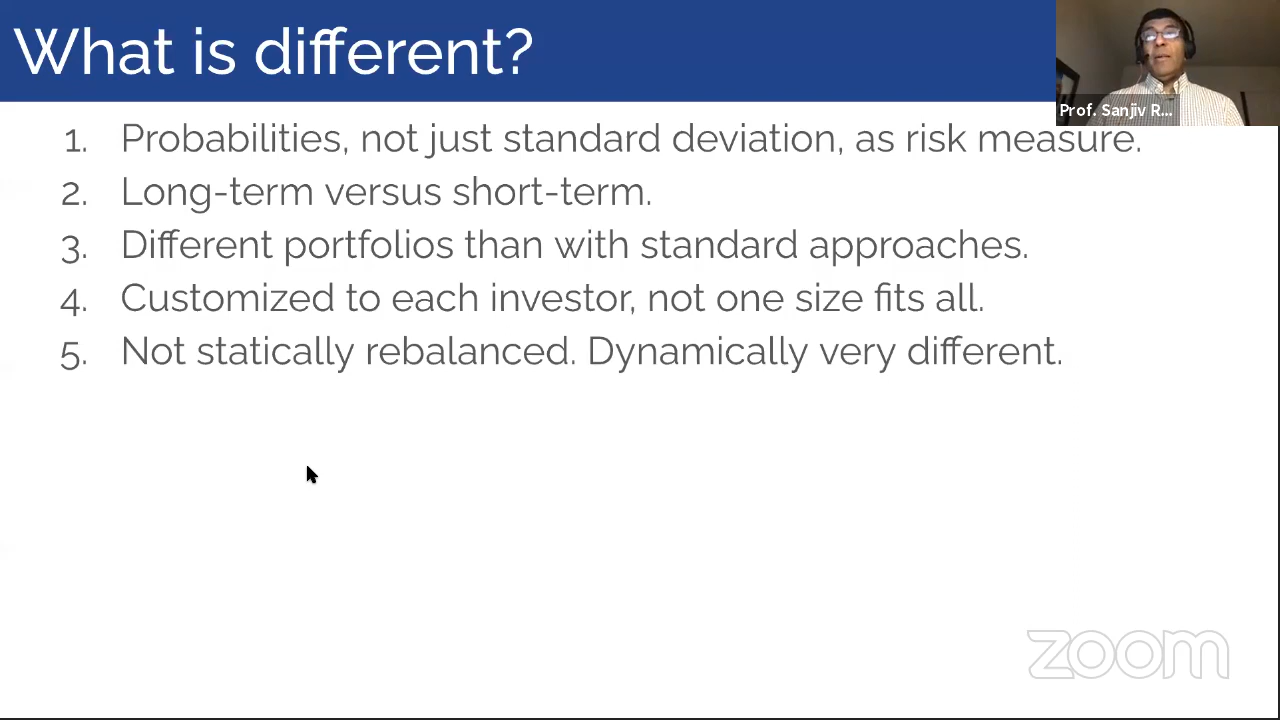 What is different?
Prof. Sanjiv R...
1. Probabilities, not just standard deviation, as risk measure.
2. Long-term versus short-term.
3. Different portfolios than with standard approaches.
4. Customized to each investor, not one size fits all.
5. Not statically rebalanced. Dynamically very different.
zoom